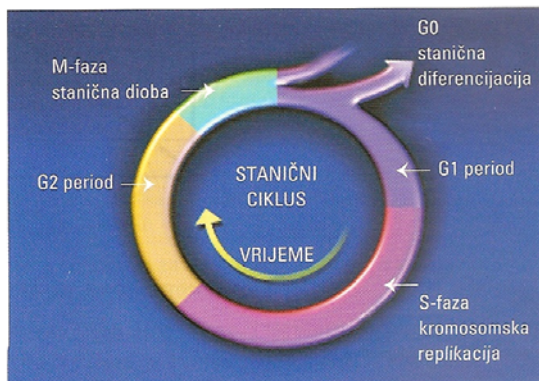 G0
stanična
diferencijacija
M-faza
stanična dioba
G2 period
STANIČNI
CIKLUS
G1 period
VRIJEME
S-faza
kromosomska
replikacija